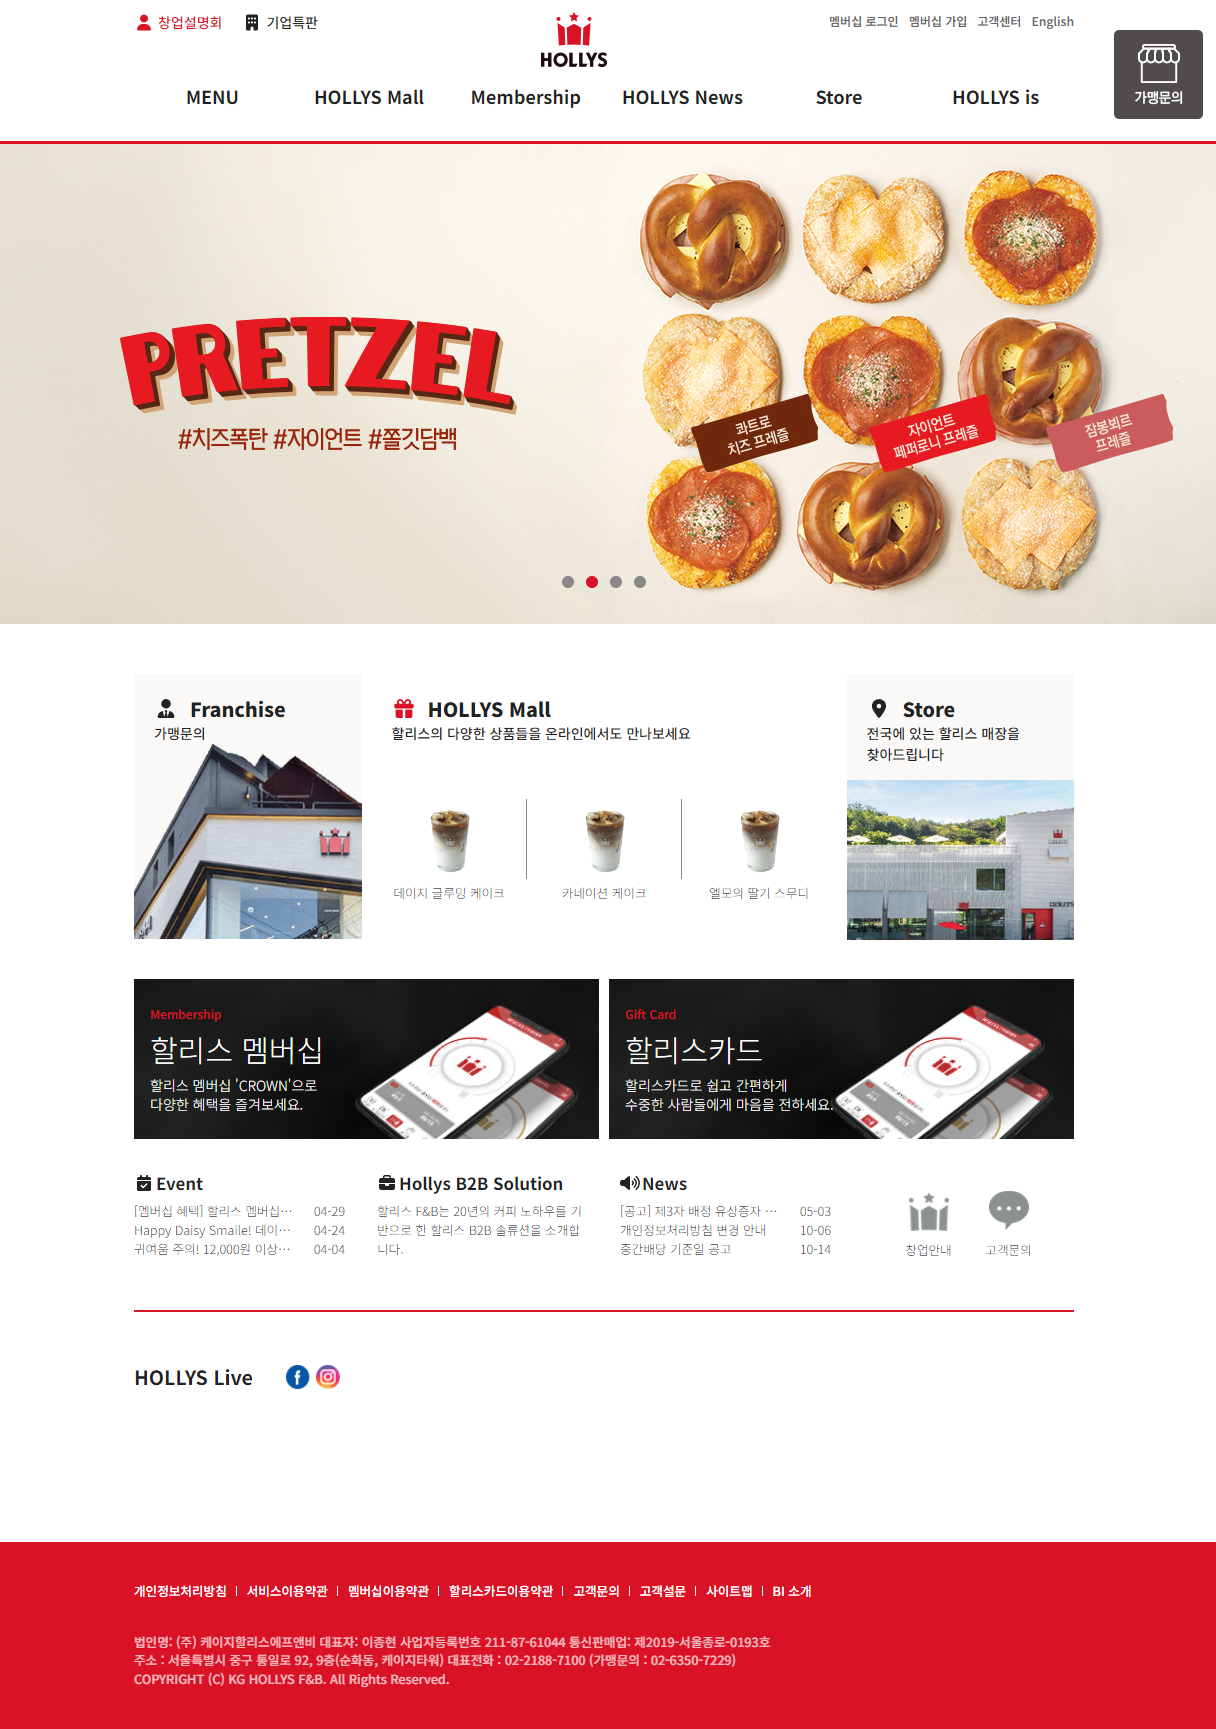 창업설명회 기업특판
HOLLYS
멤버십 로그인 멤버십 가입 고객센터 English
가맹문의
MENU HOLLYS Mall Membership HOLLYS News Store HOLLYS is
PRETZEL
#치즈폭탄 #자이언트 #쫄깃담백
콰트로
치즈 프레즐
자이언트
페퍼로니 프레즐
잠봉뵈르
프레즐
Franchise
가맹문의
HOLLYS Mall
할리스의 다양한 상품들을 온라인에서도 만나보세요
데이지 글루밍 케이크
카네이션 케이크
엘모의 딸기 스무디
Store
전국에 있는 할리스 매장을
찾아드립니다
HOLLYS
Membership
할리스 멤버십
할리스 멤버십 'CROWN'으로
다양한 혜택을 즐겨보세요.
Gift Card
할리스카드
할리스카드로 쉽고 간편하게
수중한 사람들에게 마음을 전하세요.
Event
[멤버십 혜택] 할리스 멤버십… 04-29
Happy Daisy Smaile! 데이… 04-24
귀여움 주의! 12,000원 이상… 04-04
Hollys B2B Solution
할리스 F&B는 20년의 커피 노하우를 기
반으로 한 할리스 B2B 솔류션을 소개합
니다.
News
[공고] 제3자 배정 유상증자 … 05-03
개인정보처리방침 변경 안내 10-06
중간배당 기준일 공고 10-14
창업안내 고객문의
HOLLYS Live
개인정보처리방침 | 서비스이용약관 | 멤버십이용약관 | 할리스카드이용약관 | 고객문의 | 고객설문 | 사이트맵 | BI 소개
법인명: (주) 케이지할리스에프앤비 대표자: 이종현 사업자등록번호 211-87-61044 통신판매업: 제2019-서울종로-0193호
주소 : 서울특별시 중구 통일로 92, 9층(순화동, 케이지타워) 대표전화 : 02-2188-7100 (가맹문의 : 02-6350-7229)
COPYRIGHT (C) KG HOLLYS F&B. All Rights Reserved.